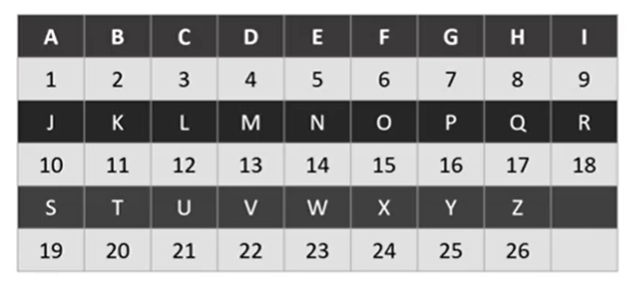 A B C D E F G H I
1 2 3 4 5 6 7 8 9
J K L M N O P Q R
10 11 12 13 14 15 16 17 18
S T U V W X Y Z
19 20 21 22 23 24 25 26